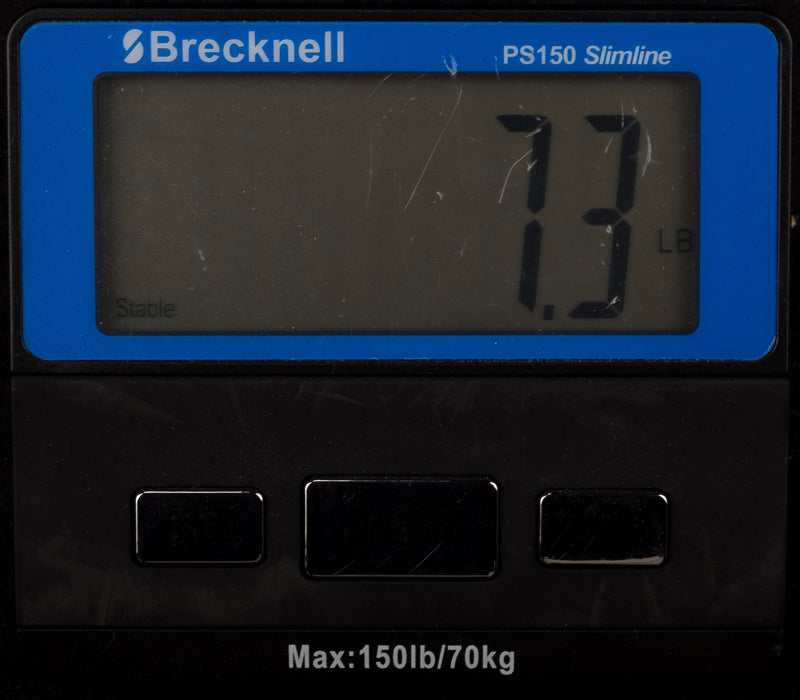 Brecknell PS150 Slimline
7.3 LB
Stable
Max:150lb/70kg